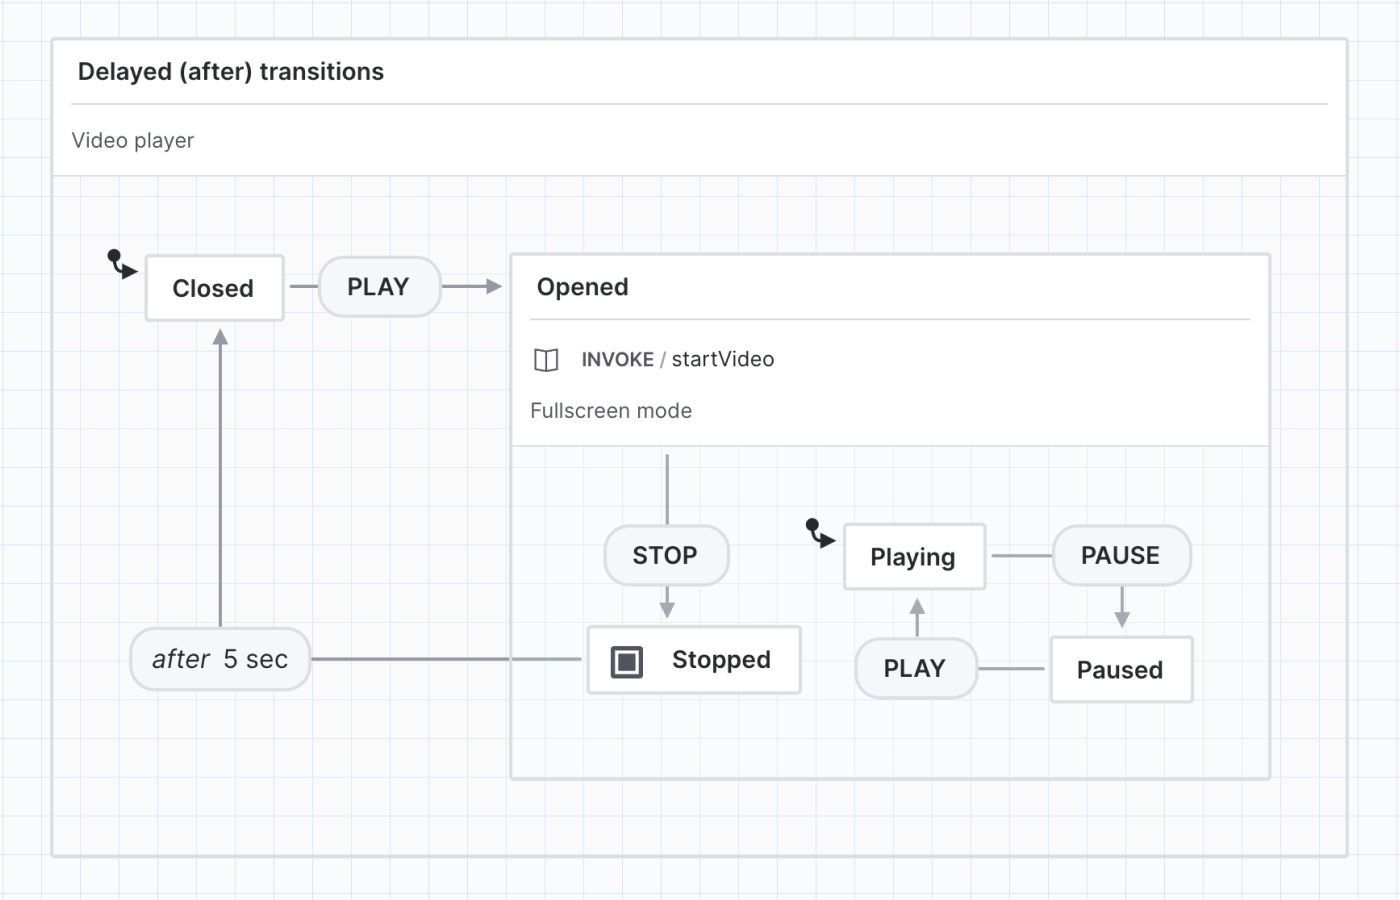 Delayed (after) transitions
Video player
Closed
PLAY
Opened
INVOKE / startVideo
Fullscreen mode
STOP
Playing
PAUSE
after 5 sec
Stopped
PLAY
Paused